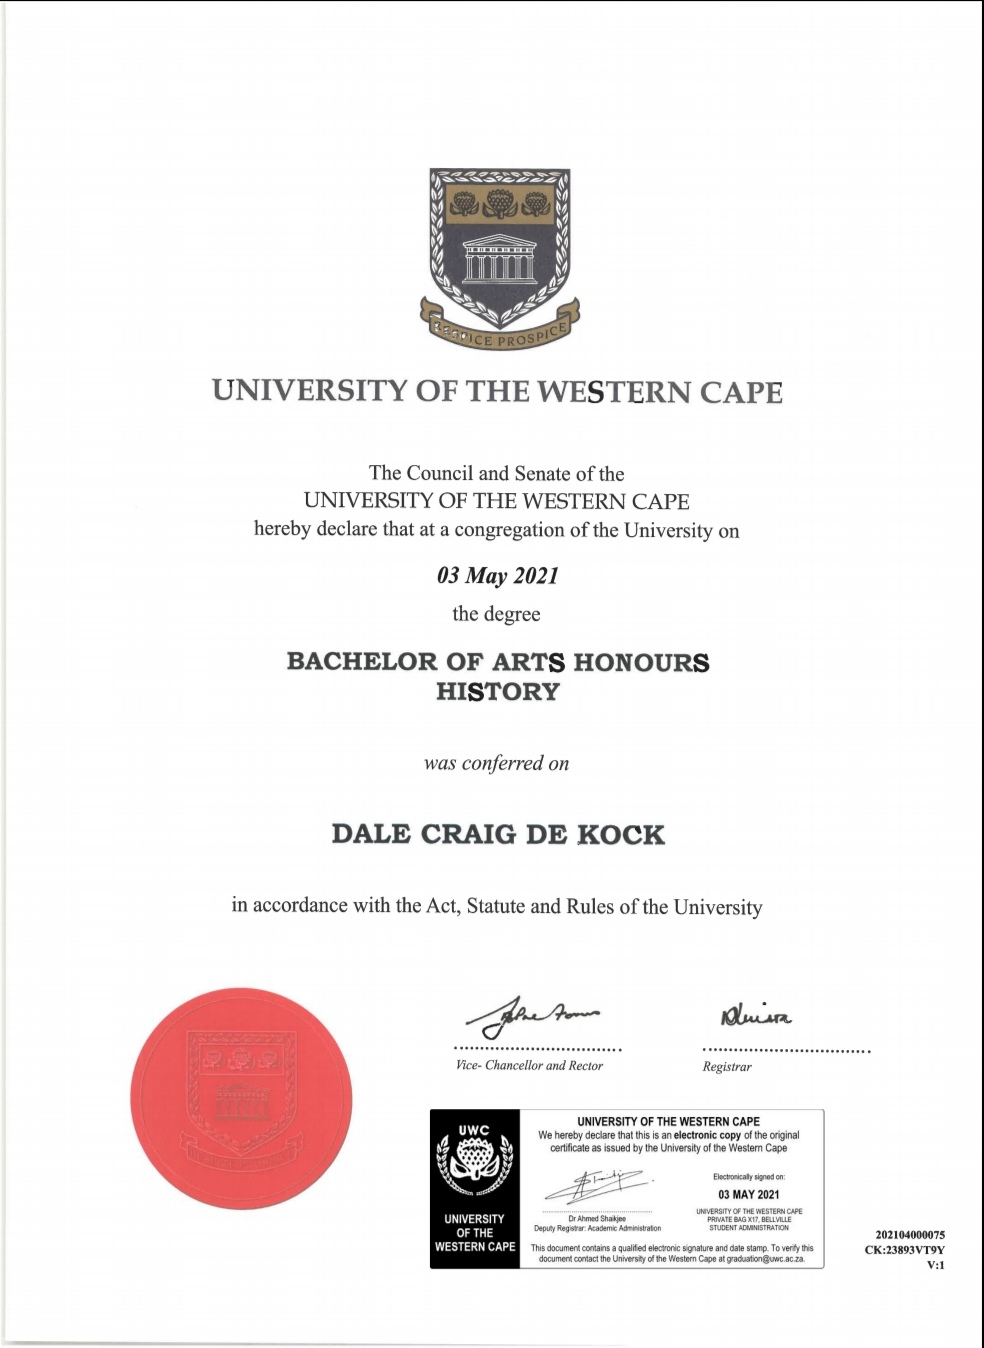 PROSPICE
UNIVERSITY OF THE WESTERN CAPE
The Council and Senate of the
UNIVERSITY OF THE WESTERN CAPE
hereby declare that at a congregation of the University on
03 May 2021
the degree
BACHELOR OF ARTS HONOURS
HISTORY
was conferred on
DALE CRAIG DE KOCK
in accordance with the Act, Statute and Rules of the University
Vice- Chancellor and Rector
Registrar
UWC
UNIVERSITY
OF THE
WESTERN CAPE
UNIVERSITY OF THE WESTERN CAPE
We hereby declare that this is an electronic copy of the original
certificate as issued by the University of the Western Cape
Electronically signed on:
03 MAY 2021
Dr Ahmed Shaikjee
Deputy Registrar: Academic Administration
UNIVERSITY OF THE WESTERN CAPE
PRIVATE BAG X17, BELLVILLE
STUDENT ADMINISTRATION
This document contains a qualified electronic signature and date stamp. To verify this
document contact the University of the Western Cape at graduation@uwc.ac.za.
202104000075
CK:23893VT9Y
V:1